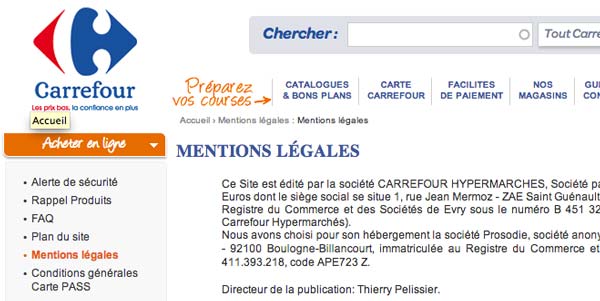 Chercher :
Tout Carre
Carrefour
Les prix bas, la confiance en plus
Accueil
Préparez
vos courses
CATALOGUES
& BONS PLANS
CARTE
CARREFOUR
FACILITES
DE PAIEMENT
NOS
MAGASINS
GUI
CON
Accueil › Mentions légales : Mentions légales
Acheter en ligne
Alerte de sécurité
Rappel Produits
FAQ
Plan du site
Mentions légales
Conditions générales
Carte PASS
MENTIONS LÉGALES
Ce Site est édité par la société CARREFOUR HYPERMARCHES, Société pa
Euros dont le siège social se situe 1, rue Jean Mermoz - ZAE Saint Guénault
Registre du Commerce et des Sociétés de Evry sous le numéro B 451 32
Carrefour Hypermarchés).
Nous avons choisi pour son hébergement la société Prosodie, société anony
- 92100 Boulogne-Billancourt, immatriculée au Registre du Commerce et
411.393.218, code APE723 Z.
Directeur de la publication: Thierry Pelissier.